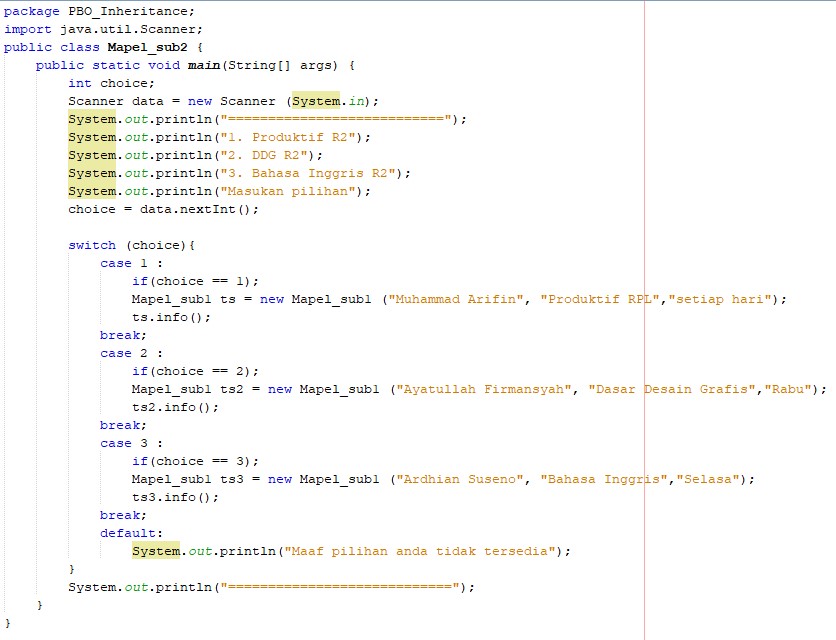 package PBO_Inheritance;
import java.util.Scanner;
public class Mapel_sub2 {
    public static void main(String[] args) {
        int choice;
        Scanner data = new Scanner (System.in);
        System.out.println("===========================");
        System.out.println("1. Produktif R2");
        System.out.println("2. DDG R2");
        System.out.println("3. Bahasa Inggris R2");
        System.out.println("Masukan pilihan");
        choice = data.nextInt();

        switch (choice){
            case 1 :
                if(choice == 1);
                Mapel_sub1 ts = new Mapel_sub1 ("Muhammad Arifin", "Produktif RPL","setiap hari");
                ts.info();
            break;
            case 2 :
                if(choice == 2);
                Mapel_sub1 ts2 = new Mapel_sub1 ("Ayatullah Firmansyah", "Dasar Desain Grafis","Rabu");
                ts2.info();
            break;
            case 3 :
                if(choice == 3);
                Mapel_sub1 ts3 = new Mapel_sub1 ("Ardhian Suseno", "Bahasa Inggris","Selasa");
                ts3.info();
            break;
            default:
                System.out.println("Maaf pilihan anda tidak tersedia");
        }
        System.out.println("============================");
    }
}